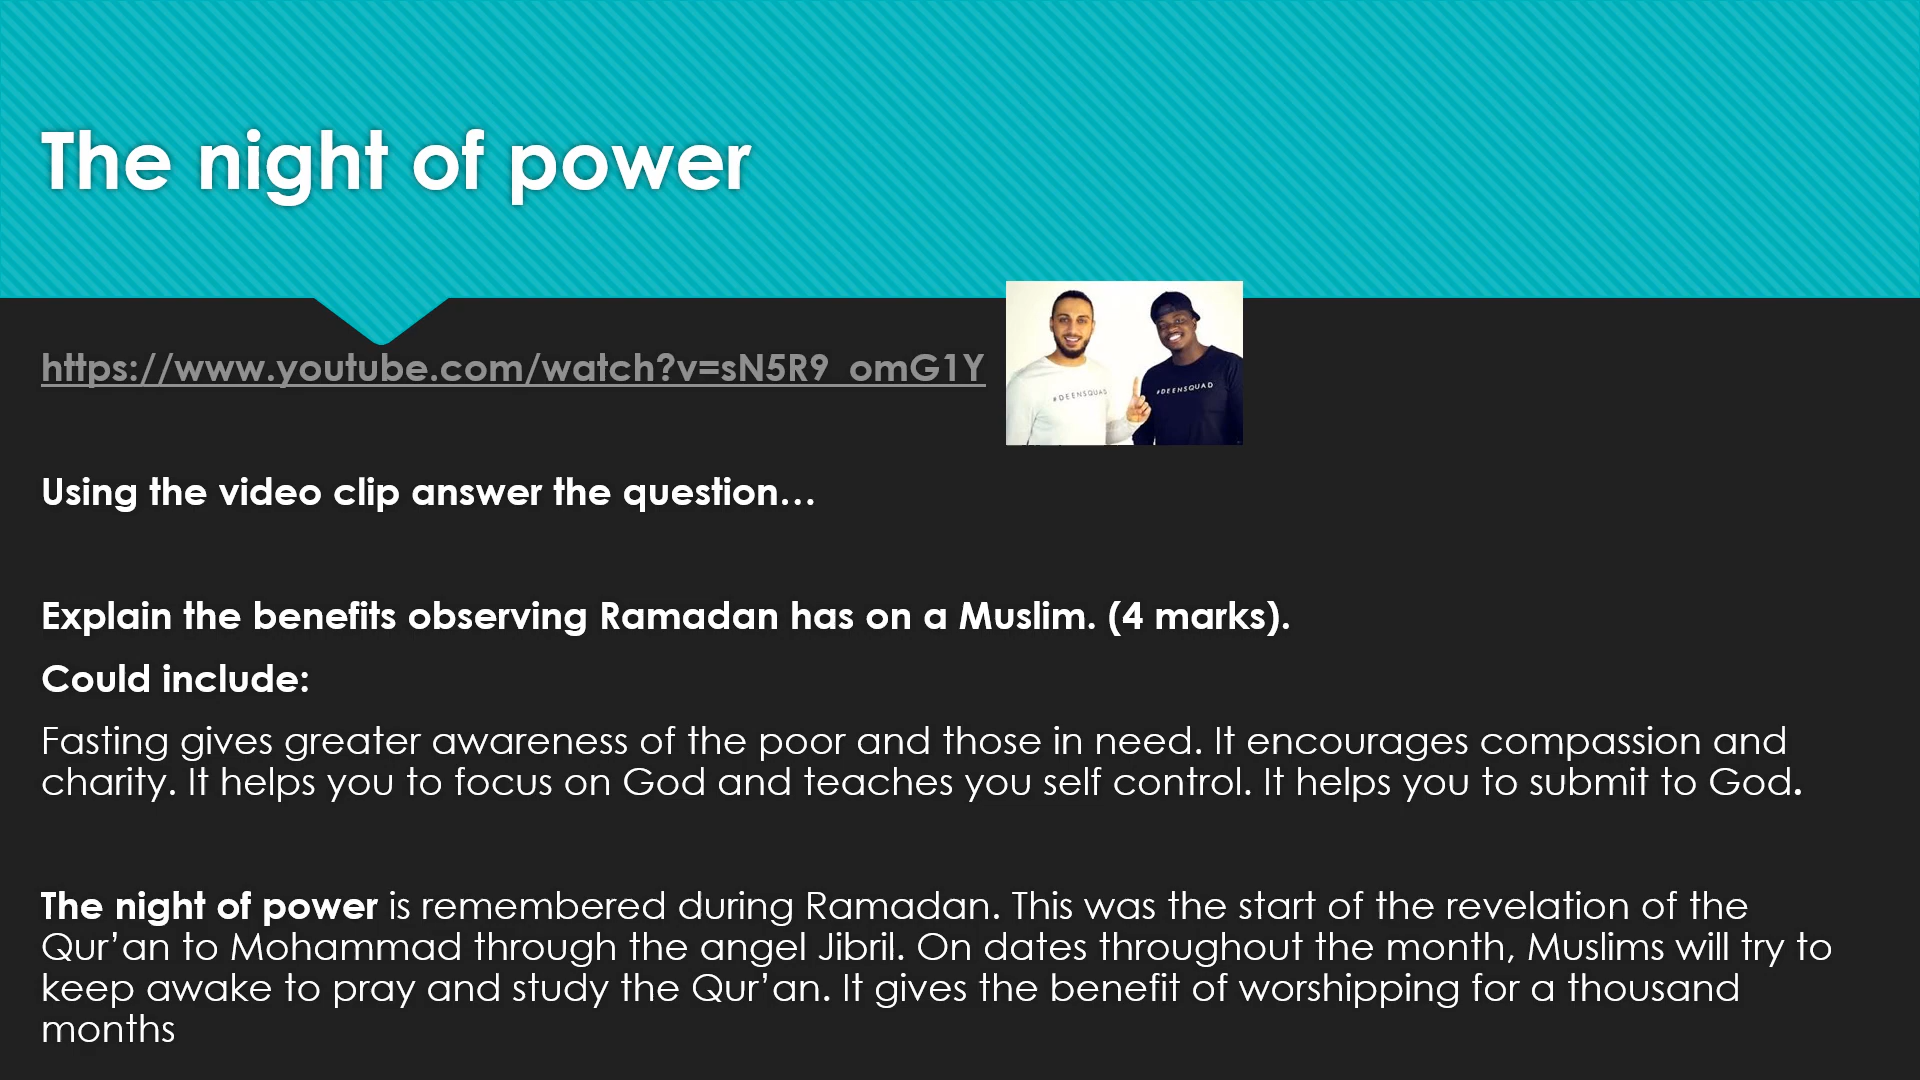 The night of power
https://www.youtube.com/watch?v=sN5R9_omG1Y
#DEENSQUAD
#DEENSQUAD
Using the video clip answer the question…
Explain the benefits observing Ramadan has on a Muslim. (4 marks).
Could include:
Fasting gives greater awareness of the poor and those in need. It encourages compassion and
charity. It helps you to focus on God and teaches you self control. It helps you to submit to God.
The night of power is remembered during Ramadan. This was the start of the revelation of the
Qur’an to Mohammad through the angel Jibril. On dates throughout the month, Muslims will try to
keep awake to pray and study the Qur’an. It gives the benefit of worshipping for a thousand
months